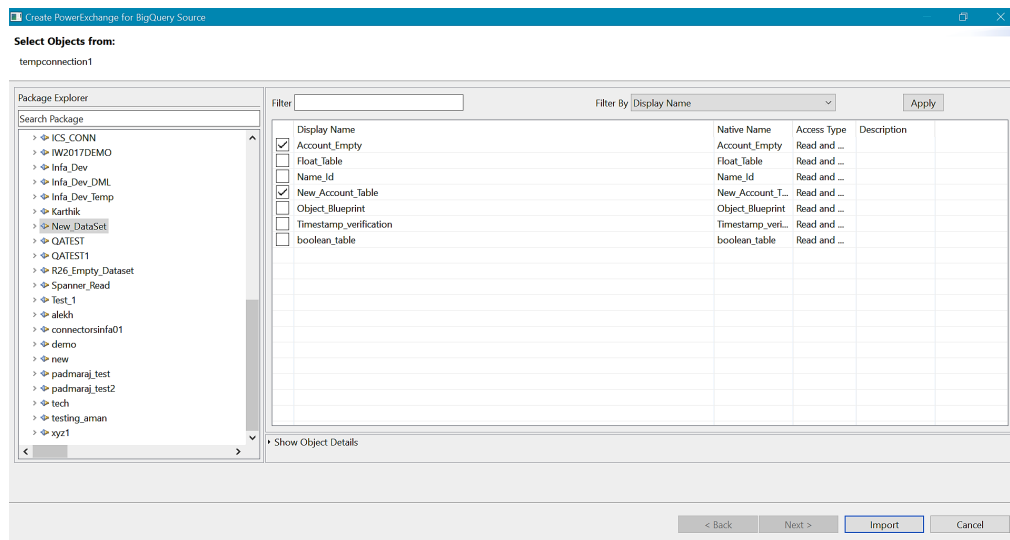 Create PowerExchange for BigQuery Source
Select Objects from:
tempconnection1
Package Explorer
Search Package
ICS_CONN
IW2017DEMO
Infa_Dev
Infa_Dev_DML
Infa_Dev_Temp
Karthik
New_DataSet
QATEST
QATEST1
R26_Empty_Dataset
Spanner_Read
Test_1
alekh
connectorsinfa01
demo
new
padmaraj_test
padmaraj_test2
tech
testing_aman
xyz1
Filter Filter By Display Name Apply
Display Name Native Name Access Type Description
Account_Empty Account_Empty Read and ...
Float_Table Float_Table Read and ...
Name_Id Name_Id Read and ...
New_Account_Table New_Account_T... Read and ...
Object_Blueprint Object_Blueprint Read and ...
Timestamp_verification Timestamp_veri... Read and ...
boolean_table boolean_table Read and ...
Show Object Details
< Back Next > Import Cancel